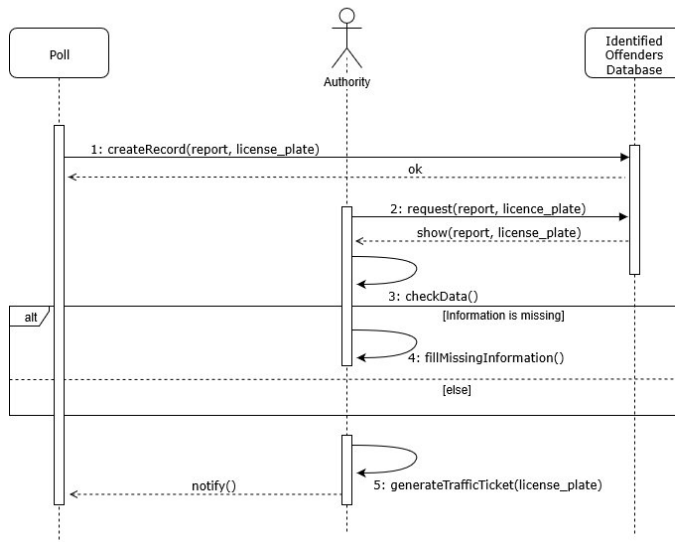 Poll
Authority
Identified
Offenders
Database
1: createRecord(report, license_plate)
ok
2: request(report, licence_plate)
show(report, license_plate)
3: checkData()
alt
[Information is missing]
4: fillMissingInformation()
[else]
5: generateTrafficTicket(license_plate)
notify()